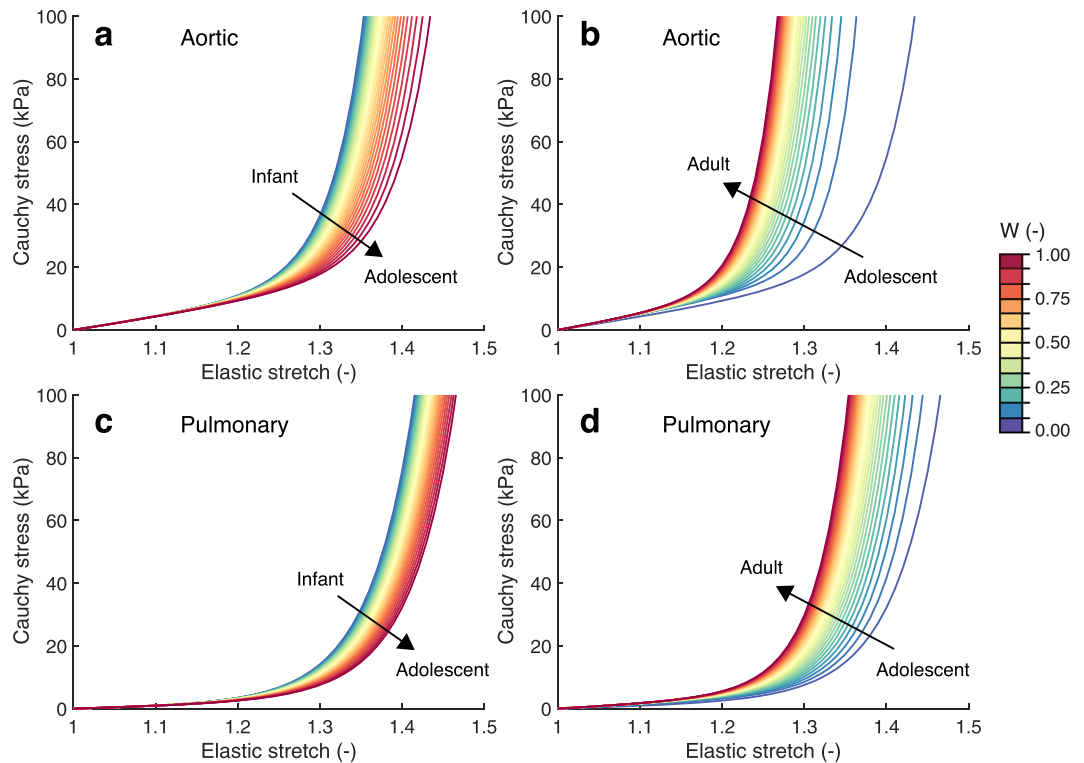 a Aortic
100
80
60
40
20
0
Cauchy stress (kPa)
Infant
Adolescent
1 1.1 1.2 1.3 1.4 1.5
Elastic stretch (-)
b Aortic
100
80
60
40
20
0
Cauchy stress (kPa)
Adult
Adolescent
1 1.1 1.2 1.3 1.4 1.5
Elastic stretch (-)
W (-)
1.00
0.75
0.50
0.25
0.00
c Pulmonary
100
80
60
40
20
0
Cauchy stress (kPa)
Infant
Adolescent
1 1.1 1.2 1.3 1.4 1.5
Elastic stretch (-)
d Pulmonary
100
80
60
40
20
0
Cauchy stress (kPa)
Adult
Adolescent
1 1.1 1.2 1.3 1.4 1.5
Elastic stretch (-)